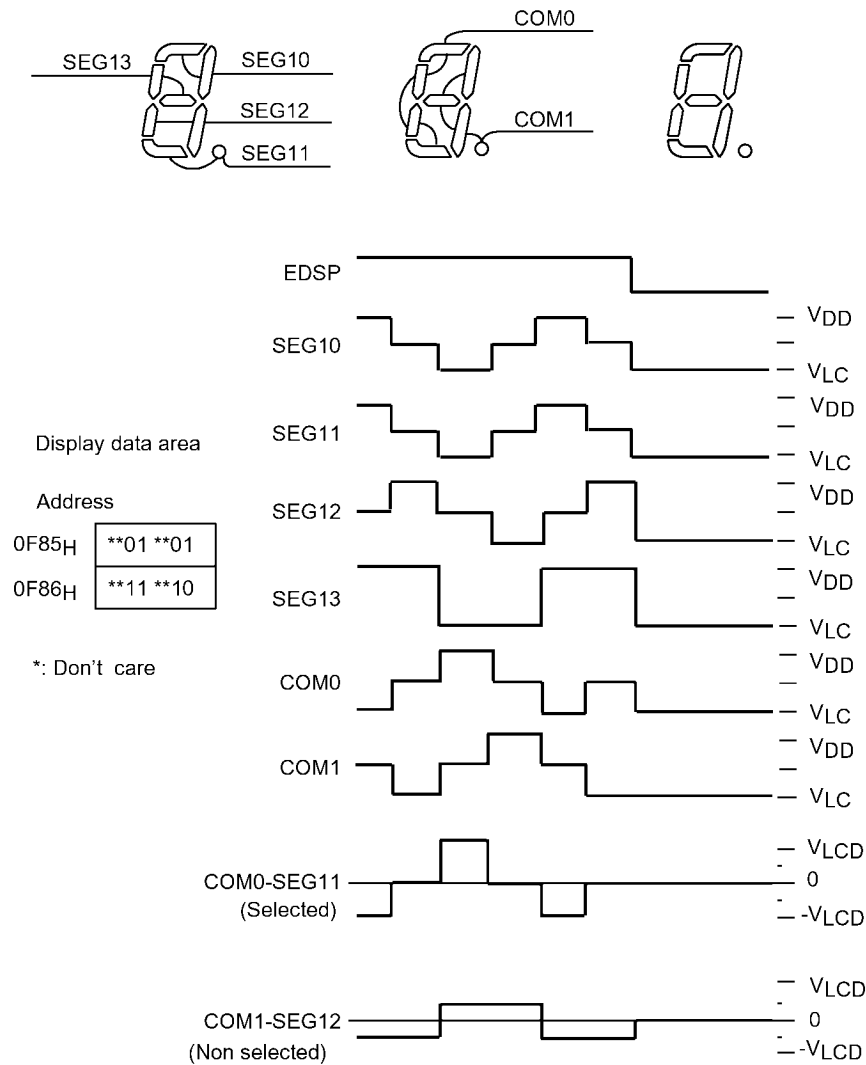 COM0
SEG13
SEG10
SEG12
COM1
SEG11
EDSP
VDD
SEG10
VLC
VDD
SEG11
Display data area
VLC
VDD
Address
SEG12
0F85H
**01 **01
VLC
VDD
0F86H
**11 **10
SEG13
VLC
VDD
*: Don't care
COM0
VLC
VDD
COM1
VLC
VLCD
COM0-SEG11
0
(Selected)
-VLCD
VLCD
COM1-SEG12
0
(Non selected)
-VLCD